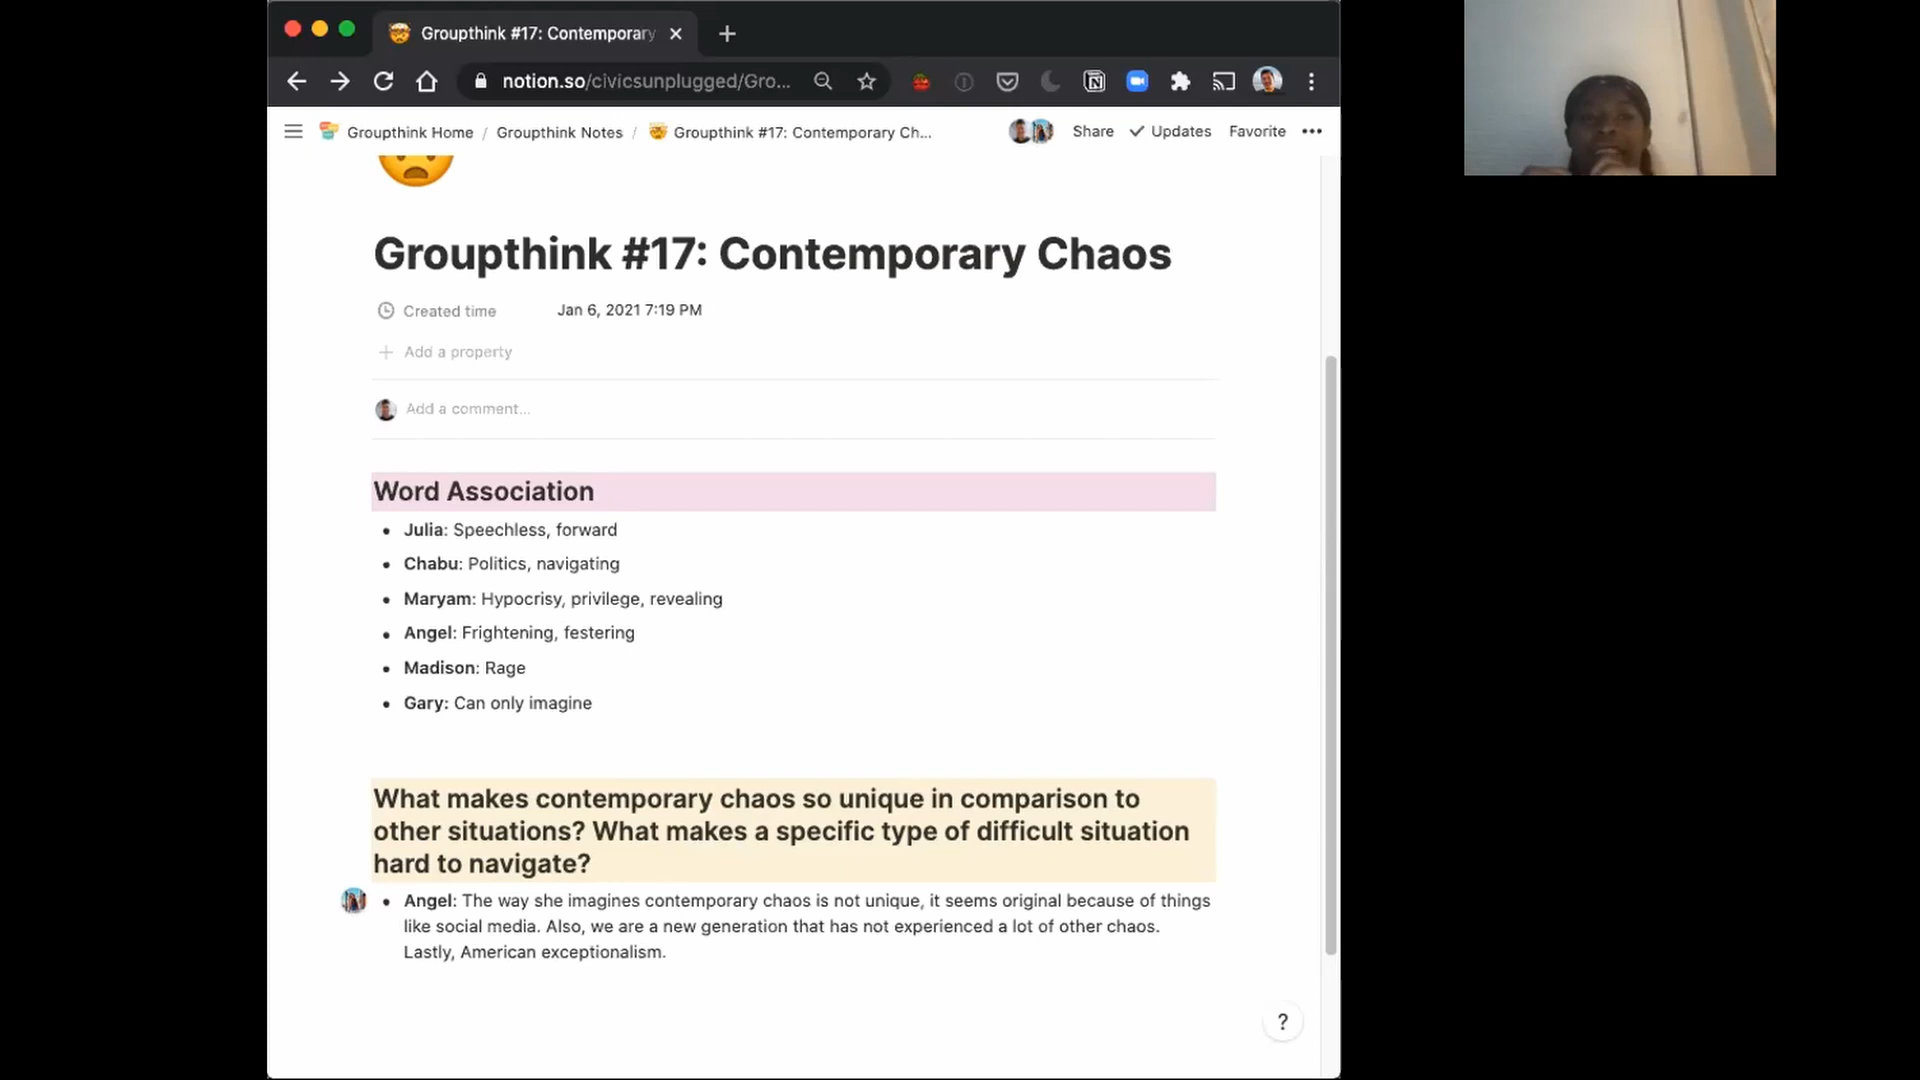 Groupthink #17: Contemporary
notion.so/civicsunplugged/Gro...
Groupthink Home / Groupthink Notes / Groupthink #17: Contemporary Ch...
Share Updates Favorite
Groupthink #17: Contemporary Chaos
Created time Jan 6, 2021 7:19 PM
Add a property
Add a comment...
Word Association
Julia: Speechless, forward
Chabu: Politics, navigating
Maryam: Hypocrisy, privilege, revealing
Angel: Frightening, festering
Madison: Rage
Gary: Can only imagine
What makes contemporary chaos so unique in comparison to
other situations? What makes a specific type of difficult situation
hard to navigate?
Angel: The way she imagines contemporary chaos is not unique, it seems original because of things
like social media. Also, we are a new generation that has not experienced a lot of other chaos.
Lastly, American exceptionalism.
?